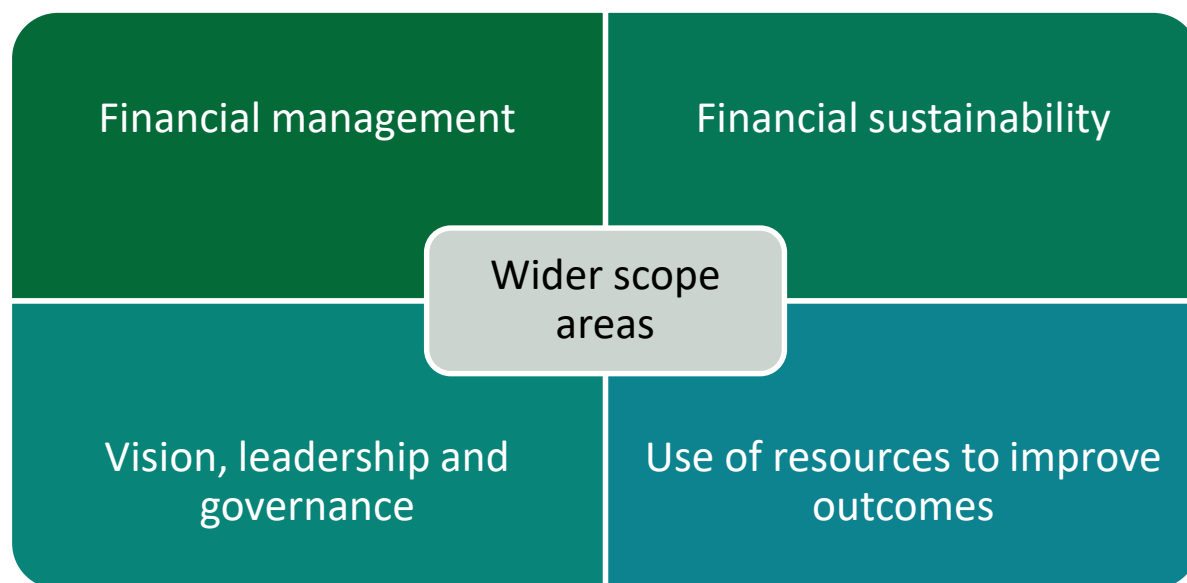 Financial management
Financial sustainability
Wider scope
areas
Vision, leadership and
governance
Use of resources to improve
outcomes